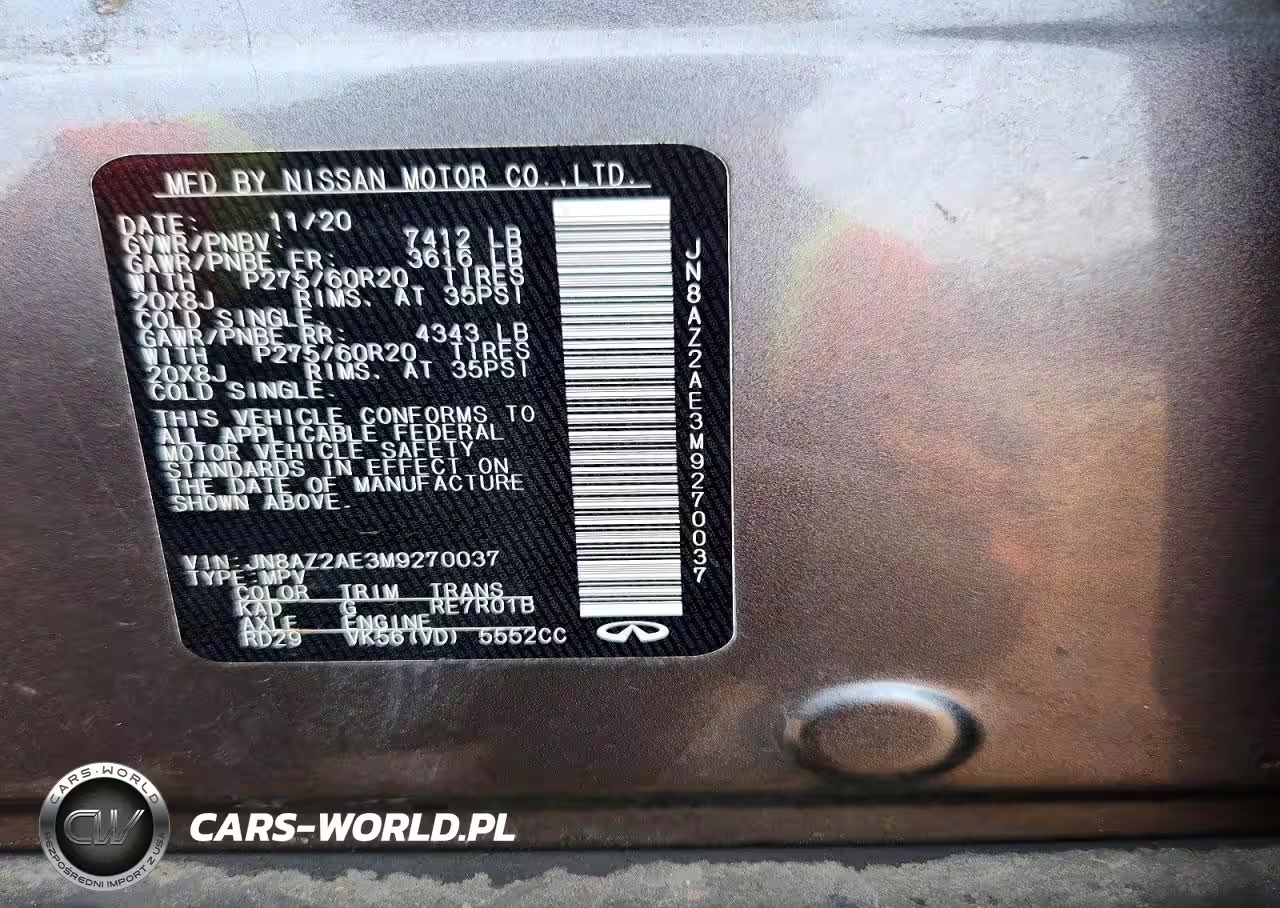 MFD BY NISSAN MOTOR CO.,LTD.
DATE: 11/20
GVWR/PNBV: 7412 LB
GAWR/PNBE FR: 3616 LB
WITH P275/60R20 TIRES
20X8J RIMS. AT 35PSI
COLD SINGLE.
GAWR/PNBE RR: 4343 LB
WITH P275/60R20 TIRES
20X8J RIMS. AT 35PSI
COLD SINGLE.
THIS VEHICLE CONFORMS TO
ALL APPLICABLE FEDERAL
MOTOR VEHICLE SAFETY
STANDARDS IN EFFECT ON
THE DATE OF MANUFACTURE
SHOWN ABOVE.
VIN:JN8AZ2AE3M9270037
TYPE:MPV
COLOR TRIM TRANS
KAD G RE7R01B
AXLE ENGINE
RD29 VK56(VD) 5552CC
JN8AZ2AE3M9270037
CARS-WORLD
CW
BEZPOŚREDNI IMPORT Z USA
CARS-WORLD.PL